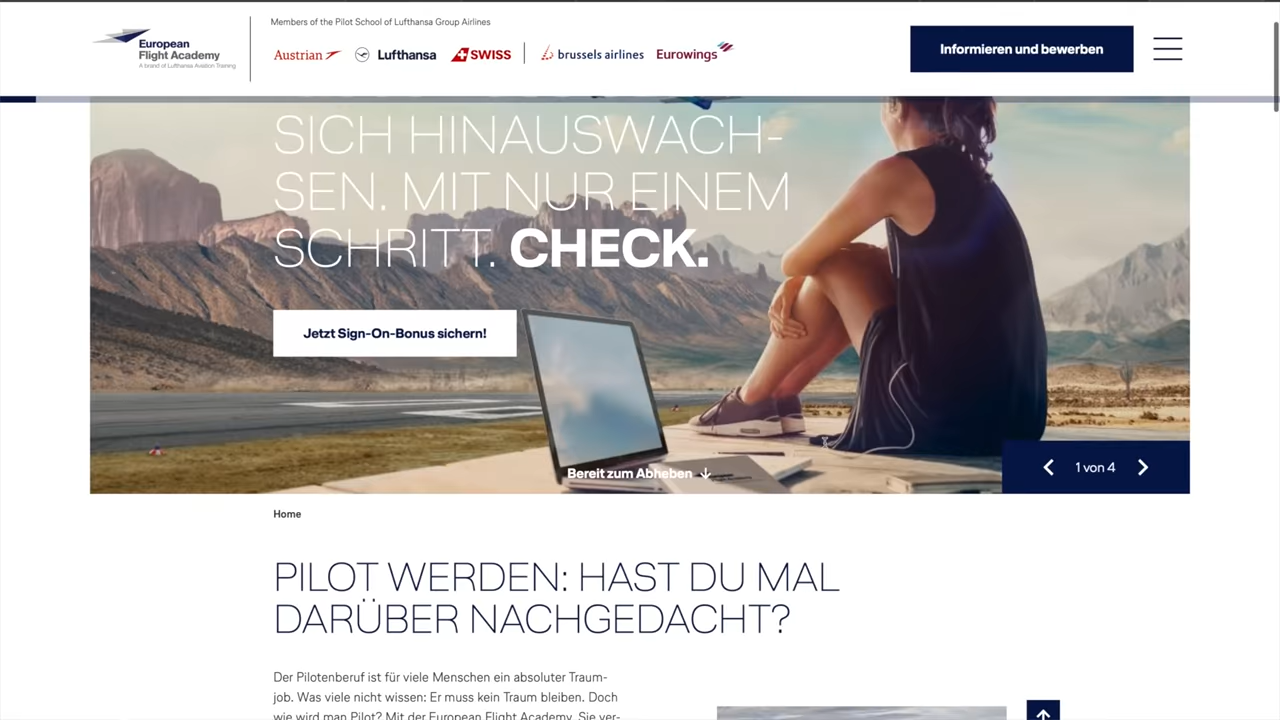 European
Flight Academy
A brand of Lufthansa Aviation Training
Members of the Pilot School of Lufthansa Group Airlines
Austrian
Lufthansa
SWISS
brussels airlines
Eurowings
Informieren und bewerben
SICH HINAUSWACH-
SEN. MIT NUR EINEM
SCHRITT. CHECK.
Jetzt Sign-On-Bonus sichern!
Bereit zum Abheben ↓
1 von 4
Home
PILOT WERDEN: HAST DU MAL
DARÜBER NACHGEDACHT?
Der Pilotenberuf ist für viele Menschen ein absoluter Traum-
job. Was viele nicht wissen: Er muss kein Traum bleiben. Doch
wie wird man Pilot? Mit der European Flight Academy. Sie ver-